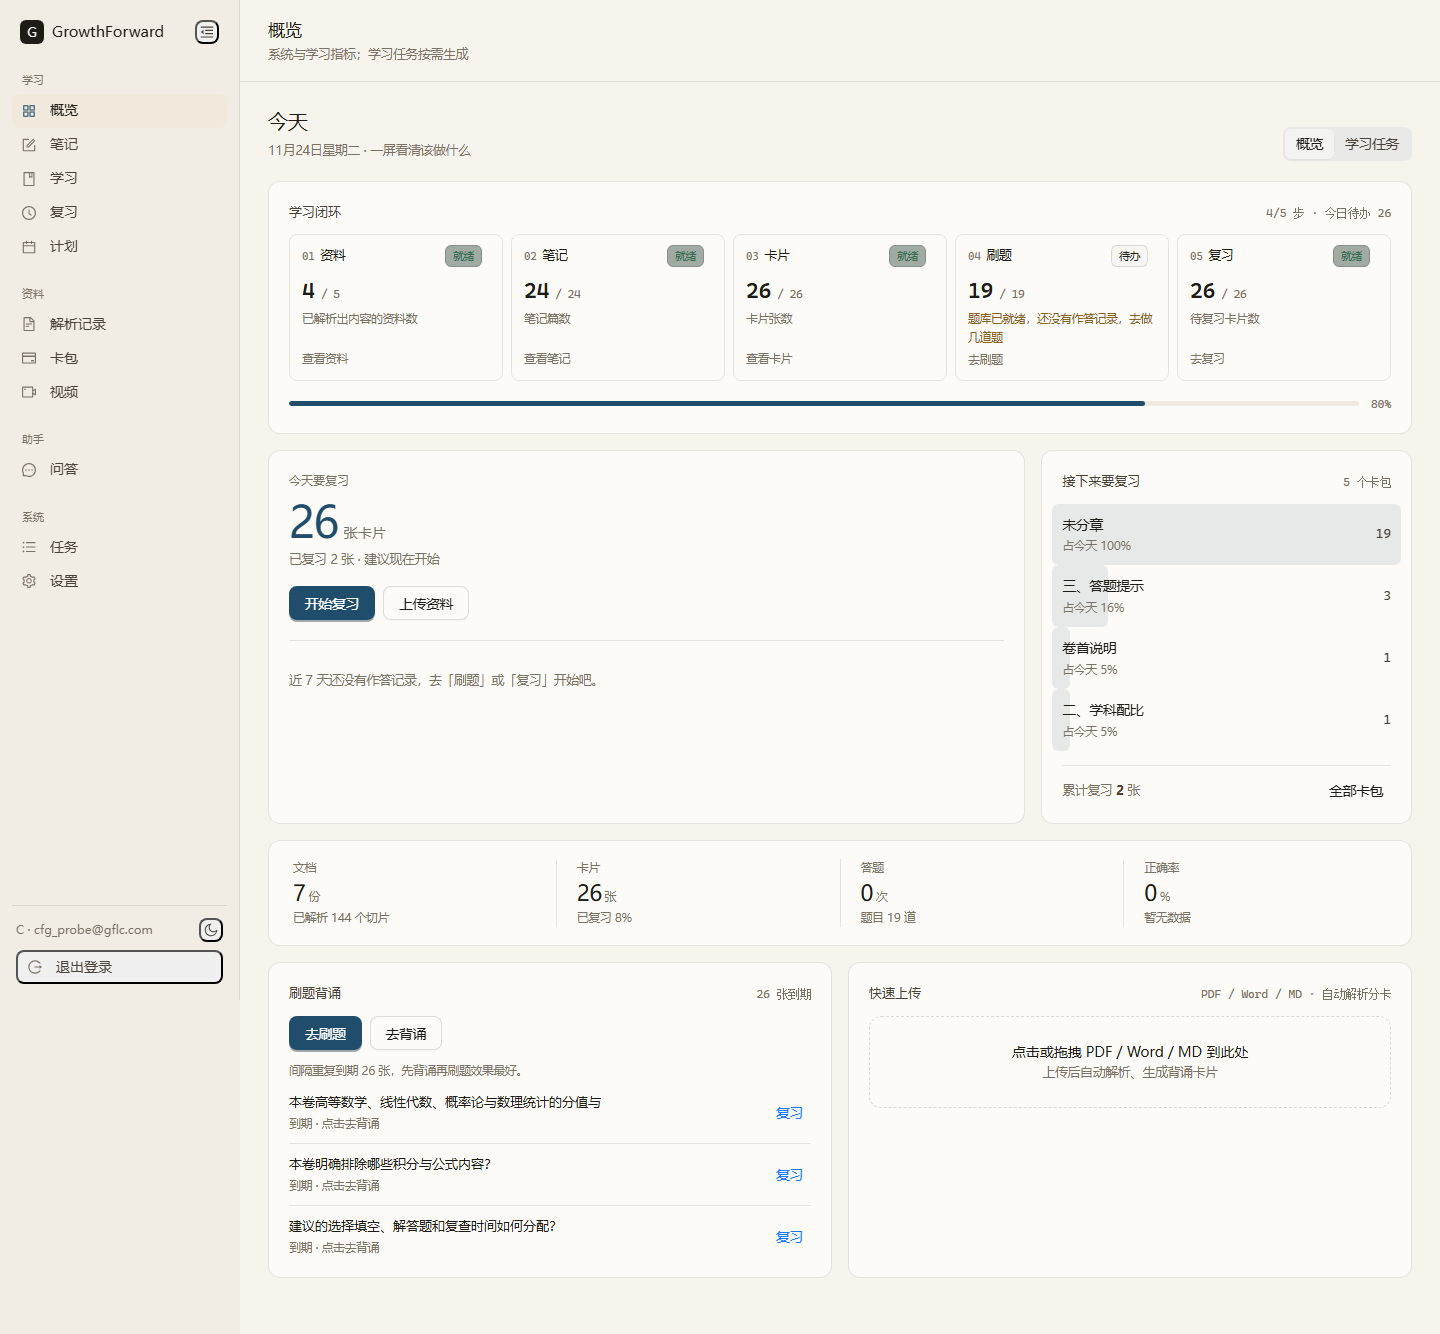 G GrowthForward
学习
概览
笔记
学习
复习
计划
资料
解析记录
卡包
视频
助手
问答
系统
任务
设置
C · cfg_probe@gflc.com
退出登录
概览
系统与学习指标；学习任务按需生成
今天
11月24日星期二 · 一屏看清该做什么
概览 学习任务
学习闭环
4/5 步 · 今日待办 26
01 资料 就绪
4 / 5
已解析出内容的资料数
查看资料
02 笔记 就绪
24 / 24
笔记篇数
查看笔记
03 卡片 就绪
26 / 26
卡片张数
查看卡片
04 刷题 待办
19 / 19
题库已就绪，还没有作答记录，去做
几道题
去刷题
05 复习 就绪
26 / 26
待复习卡片数
去复习
80%
今天要复习
26 张卡片
已复习 2 张 · 建议现在开始
开始复习 上传资料
近 7 天还没有作答记录，去「刷题」或「复习」开始吧。
接下来要复习 5 个卡包
未分章 19
占今天 100%
三、答题提示 3
占今天 16%
卷首说明 1
占今天 5%
二、学科配比 1
占今天 5%
累计复习 2 张 全部卡包
文档
7 份
已解析 144 个切片
卡片
26 张
已复习 8%
答题
0 次
题目 19 道
正确率
0 %
暂无数据
刷题背诵 26 张到期
去刷题 去背诵
间隔重复到期 26 张，先背诵再刷题效果最好。
本卷高等数学、线性代数、概率论与数理统计的分值与
到期 · 点击去背诵
复习
本卷明确排除哪些积分与公式内容？
到期 · 点击去背诵
复习
建议的选择填空、解答题和复查时间如何分配？
到期 · 点击去背诵
复习
快速上传 PDF / Word / MD · 自动解析分卡
点击或拖拽 PDF / Word / MD 到此处
上传后自动解析、生成背诵卡片